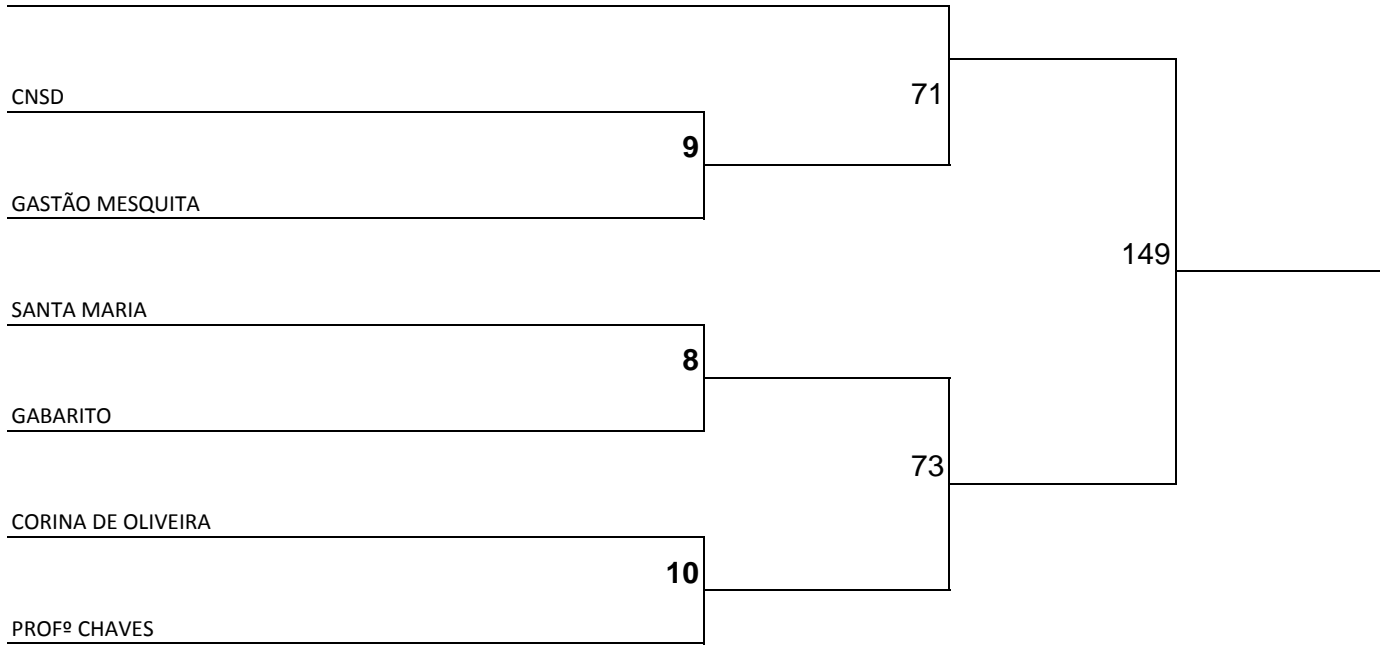 CNSD
71
9
GASTÃO MESQUITA
149
SANTA MARIA
8
GABARITO
73
CORINA DE OLIVEIRA
10
PROFº CHAVES